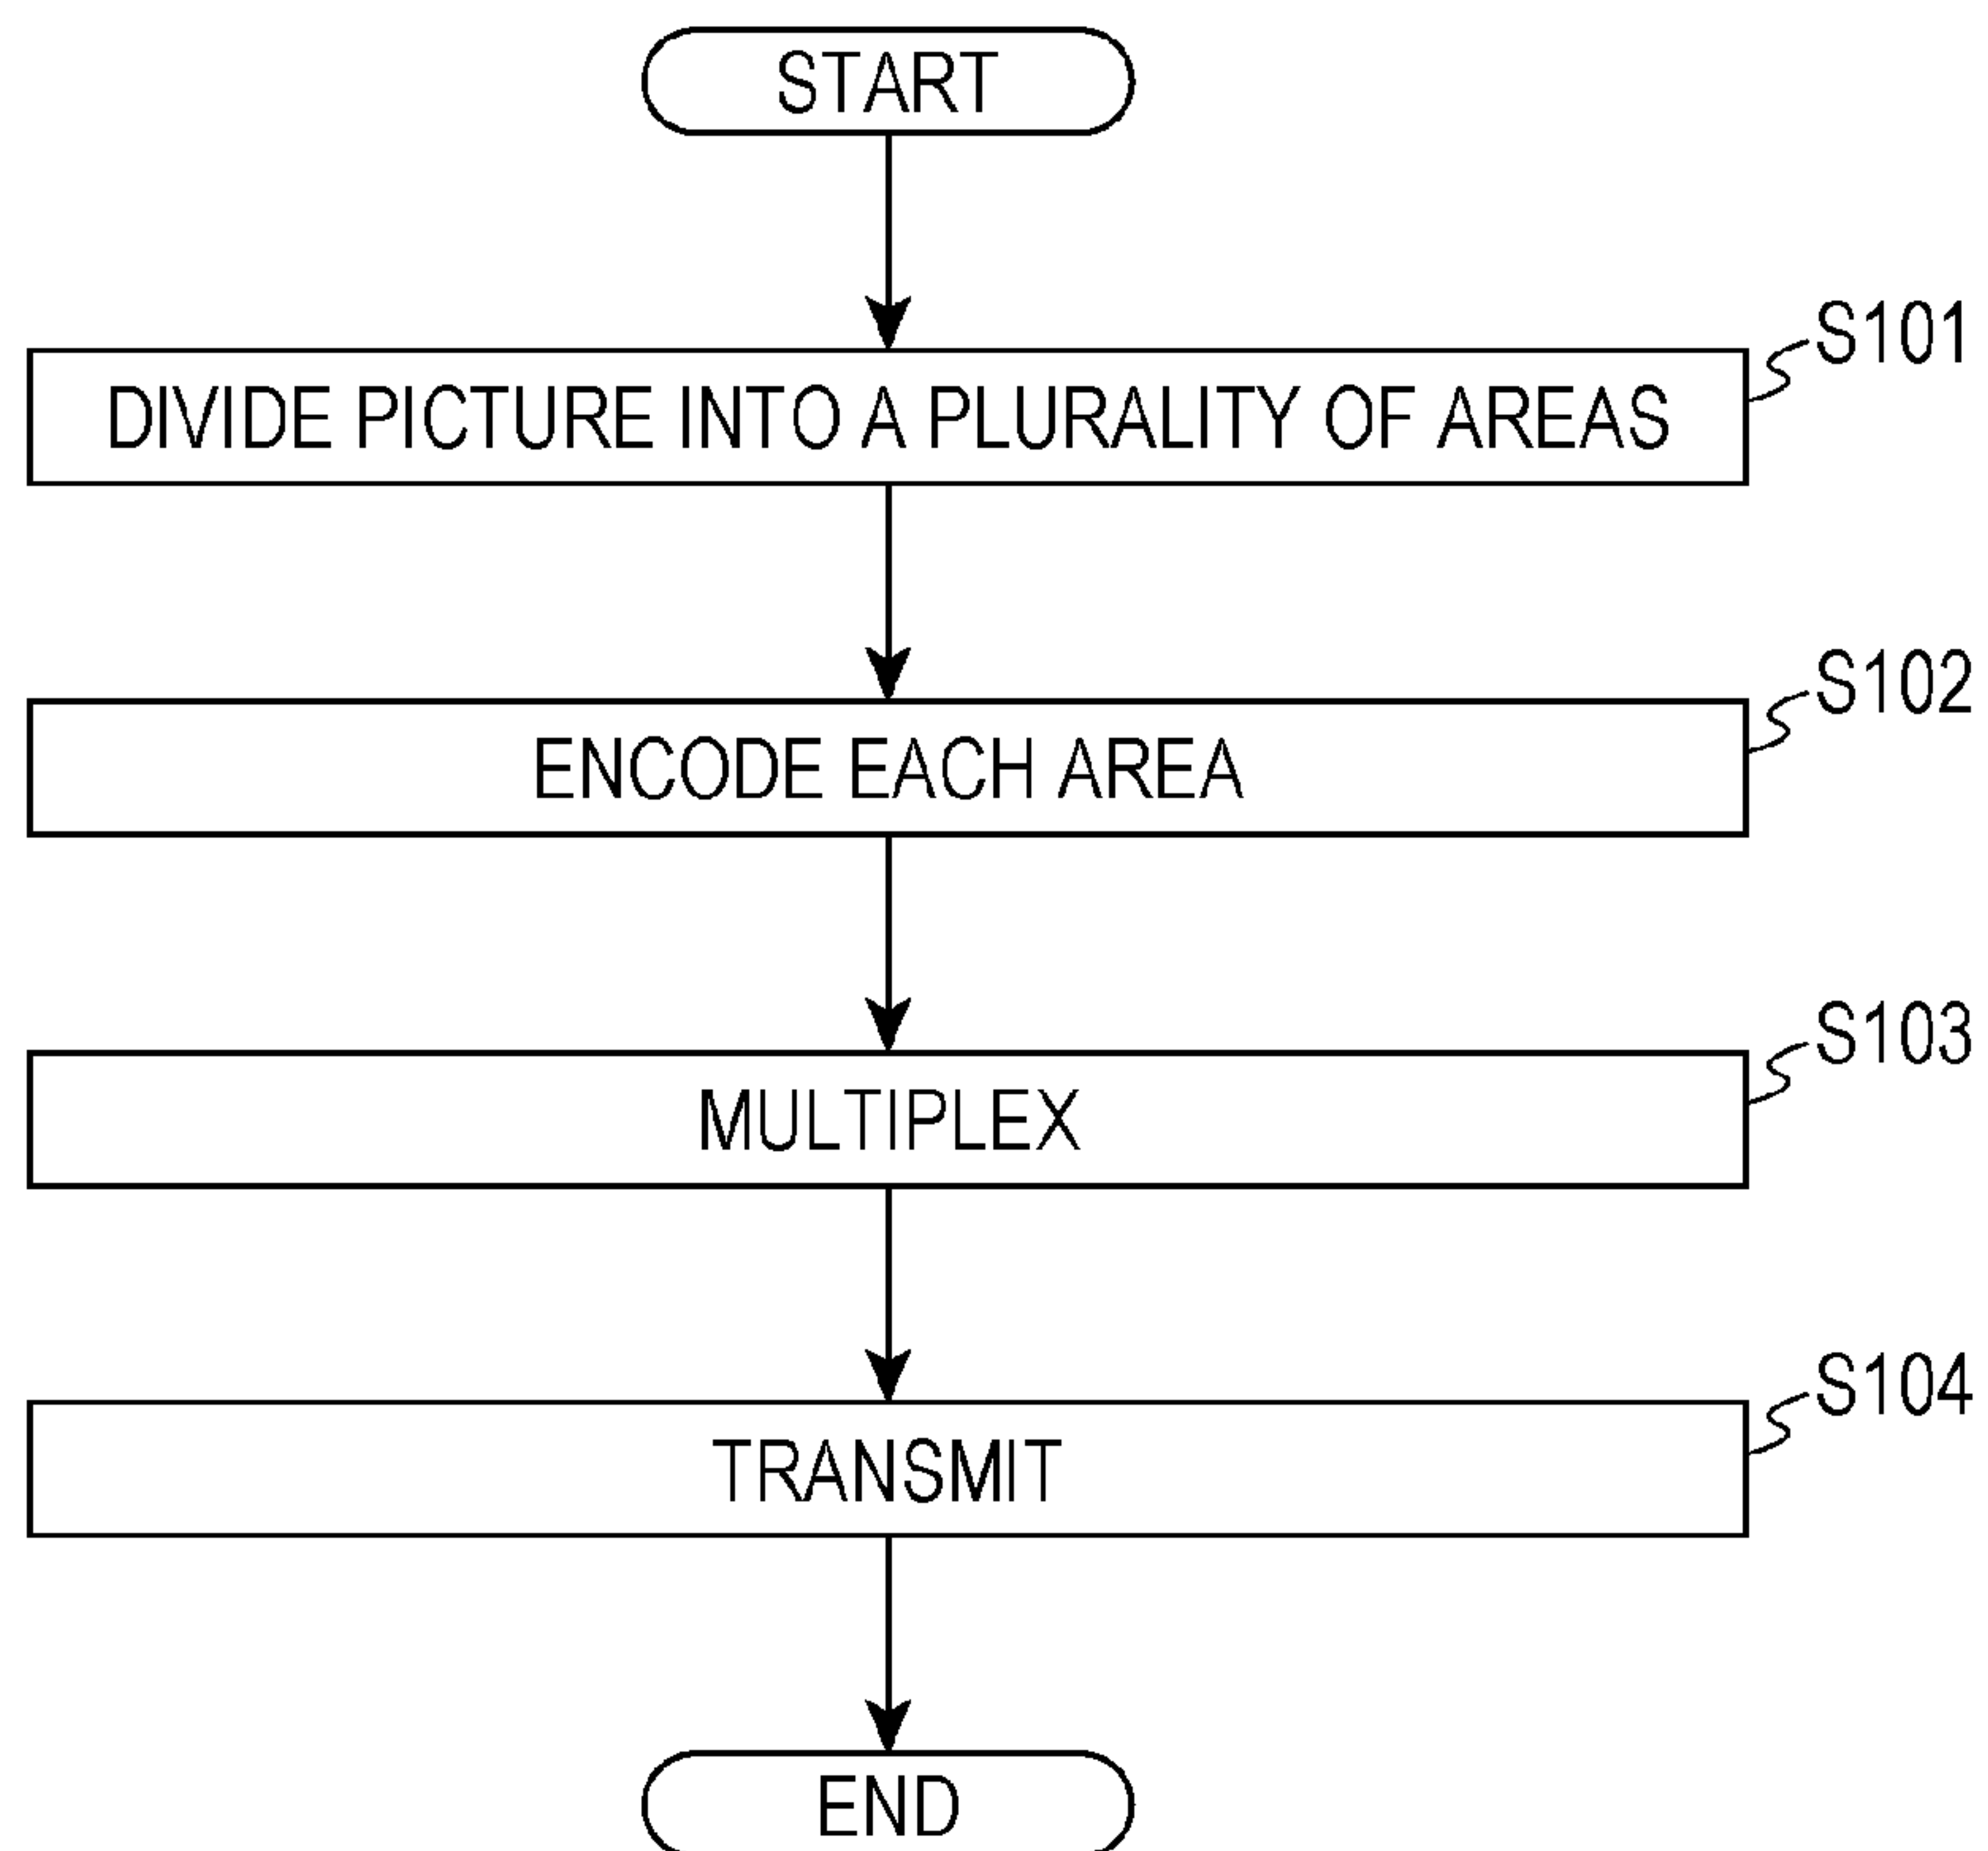 START
S101
DIVIDE PICTURE INTO A PLURALITY OF AREAS
S102
ENCODE EACH AREA
S103
MULTIPLEX
S104
TRANSMIT
END